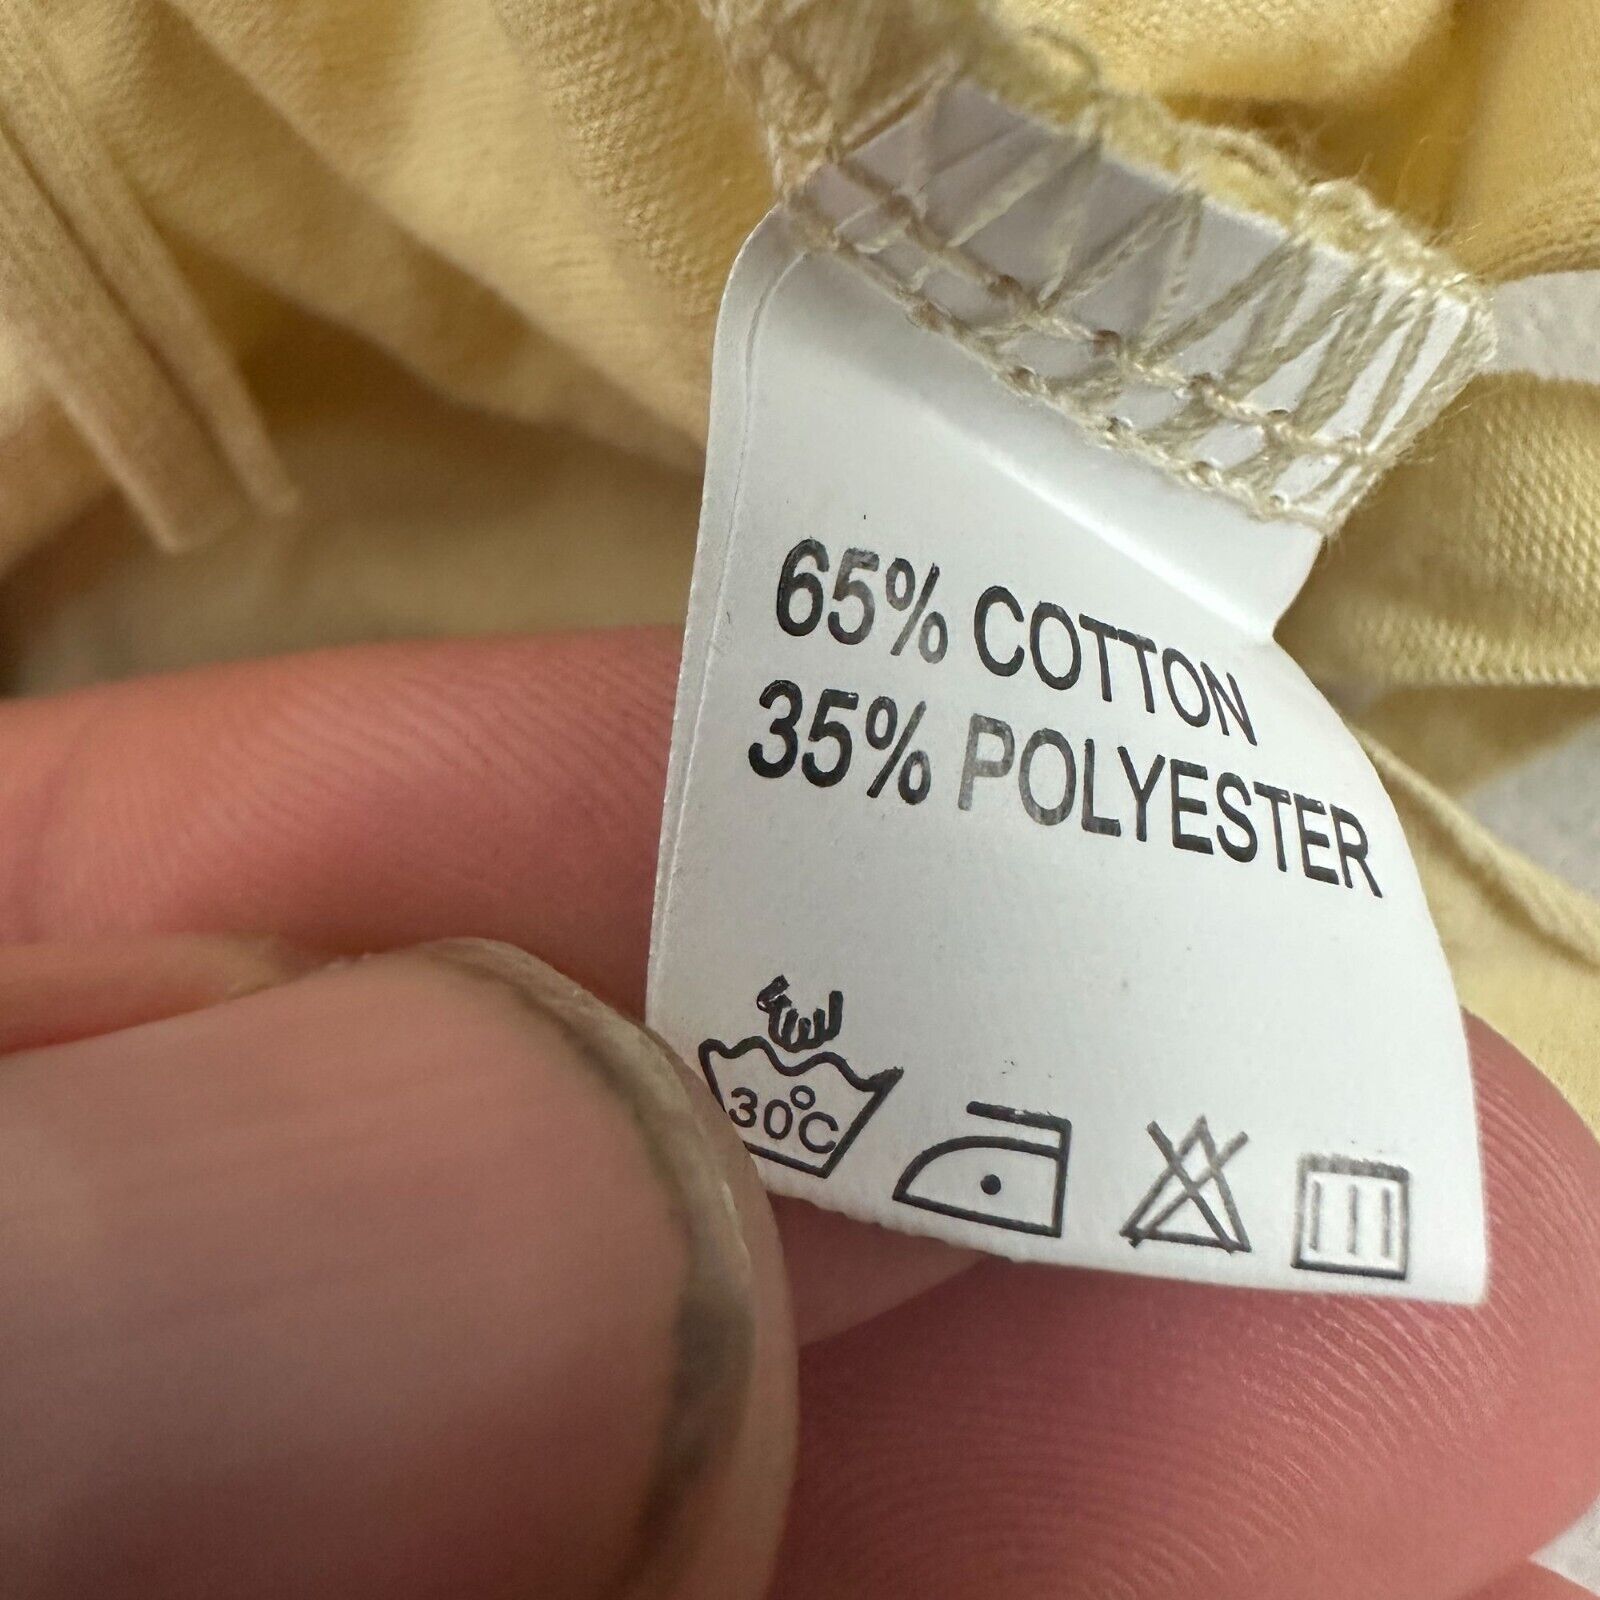 65% COTTON
35% POLYESTER
30°C